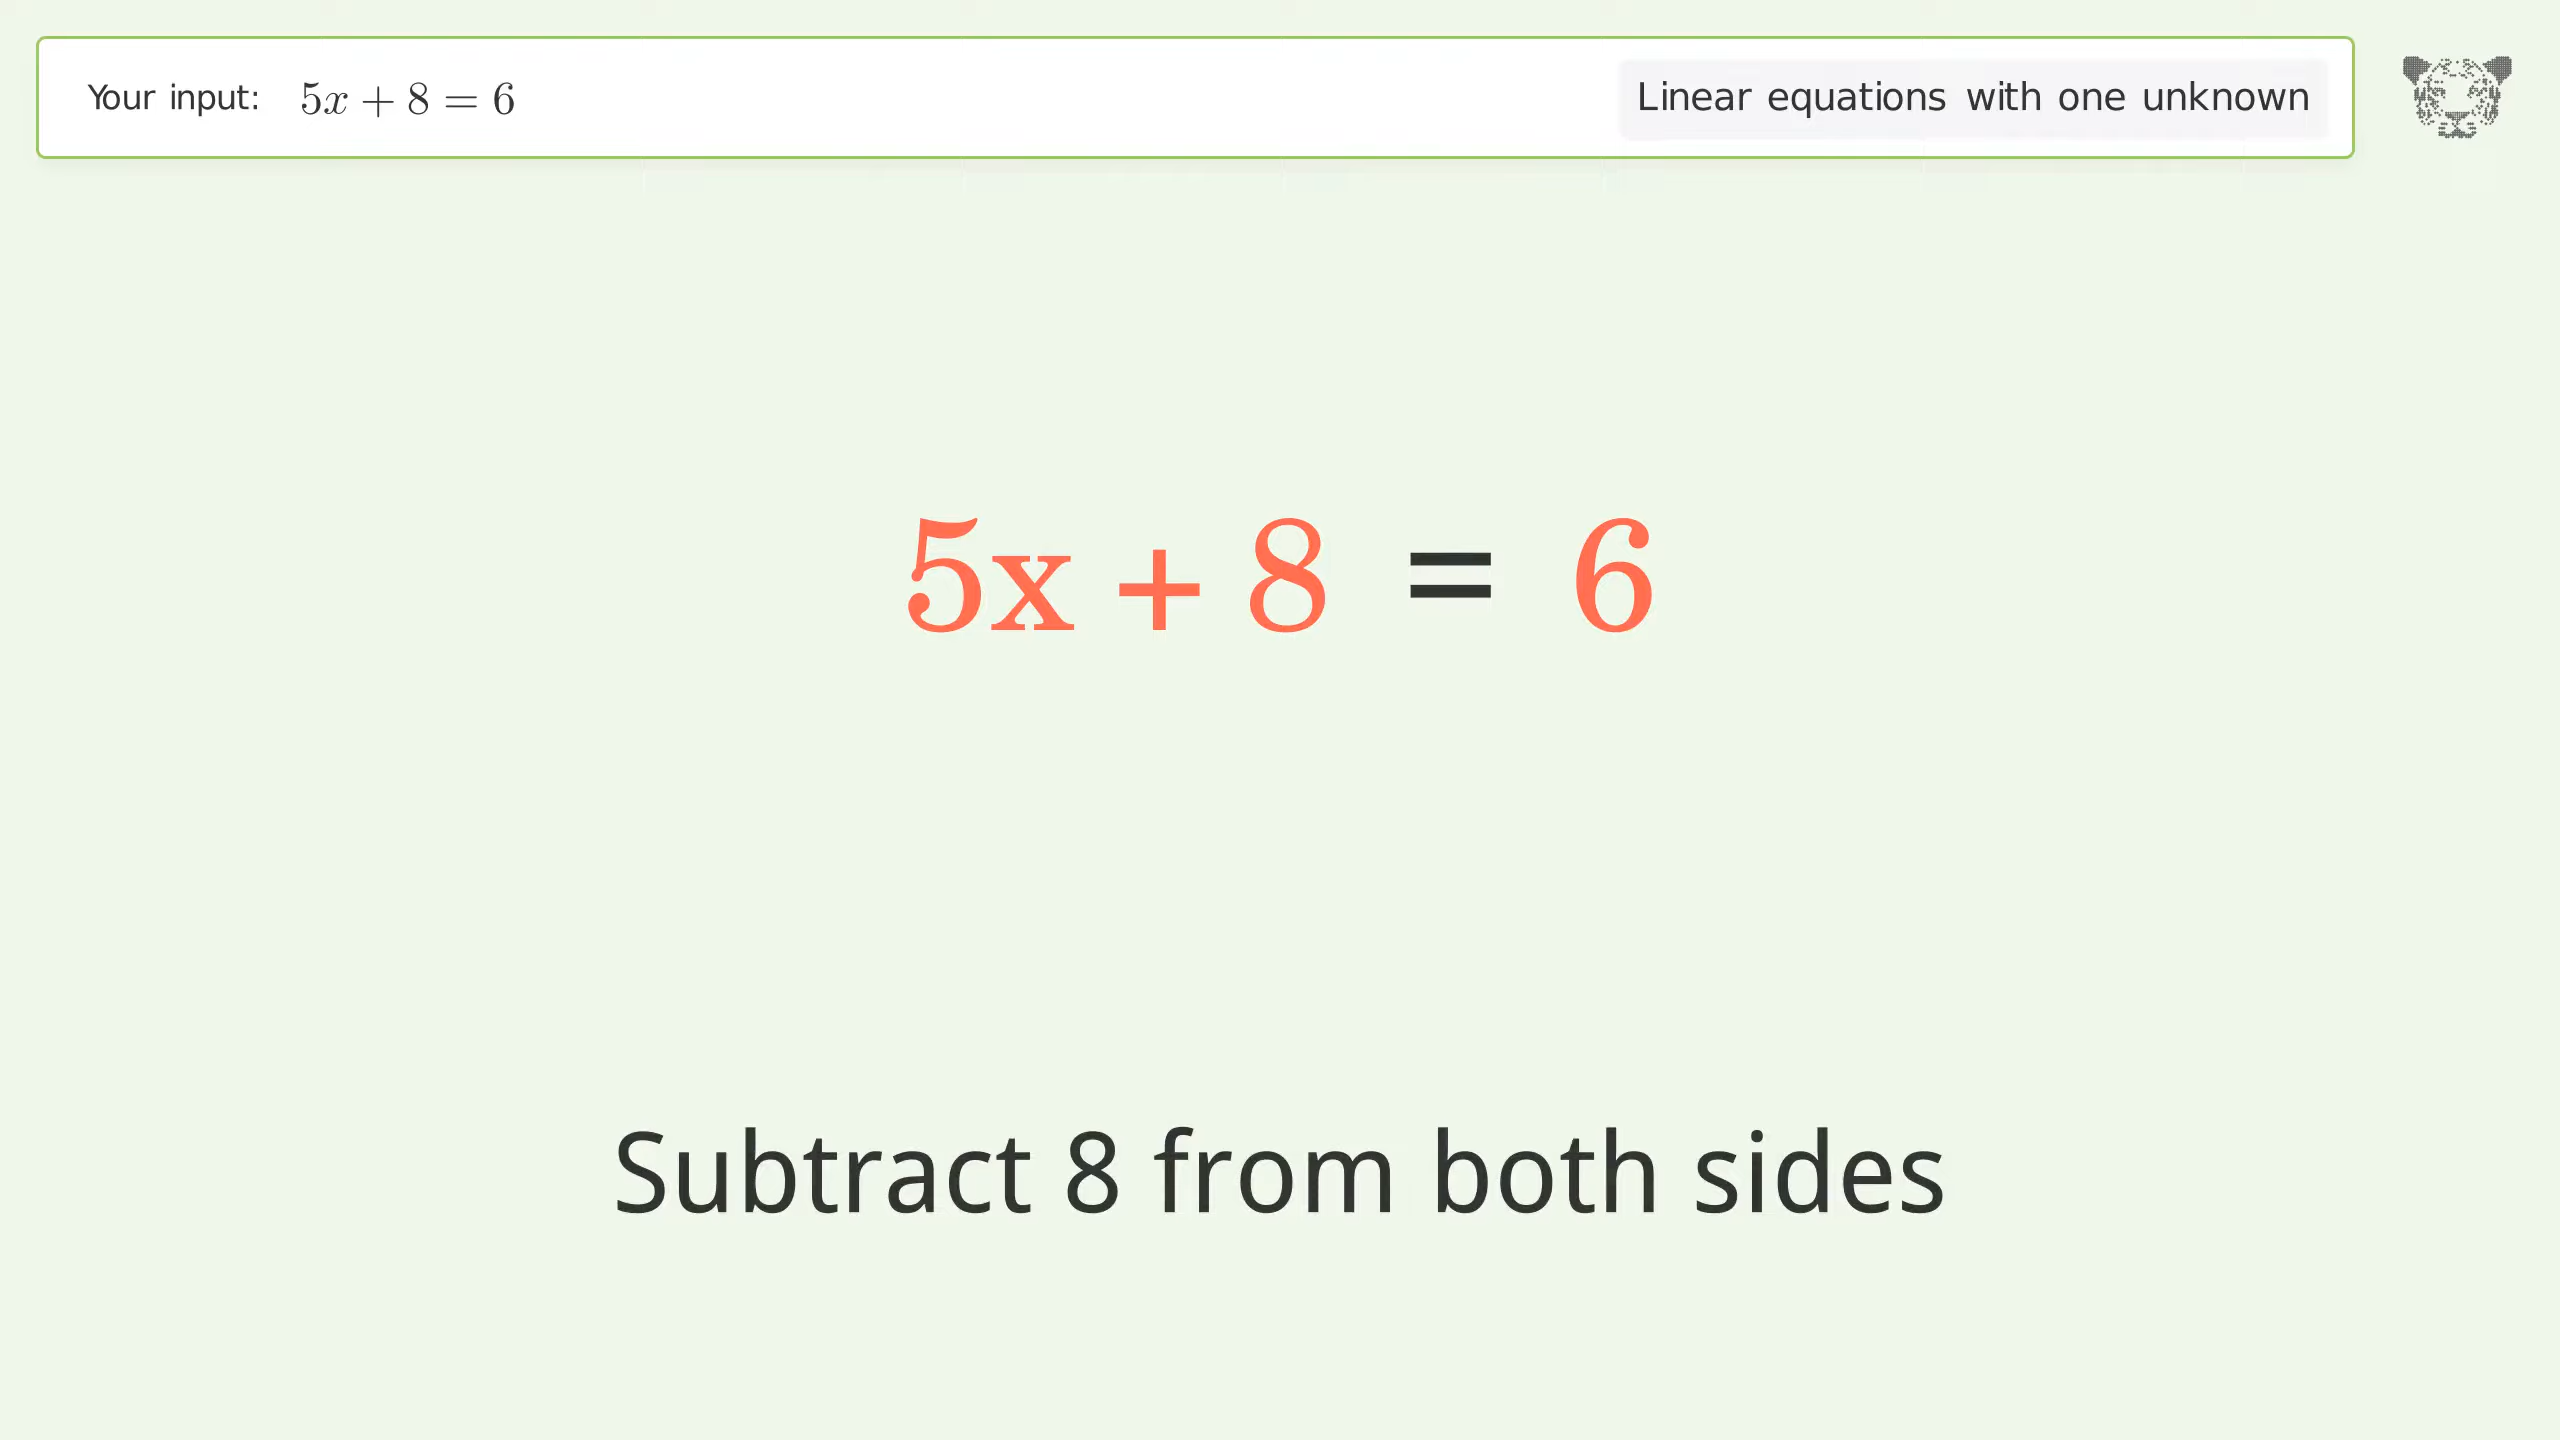 Your input: 5x + 8 = 6
Linear equations with one unknown
5x + 8 = 6
Subtract 8 from both sides